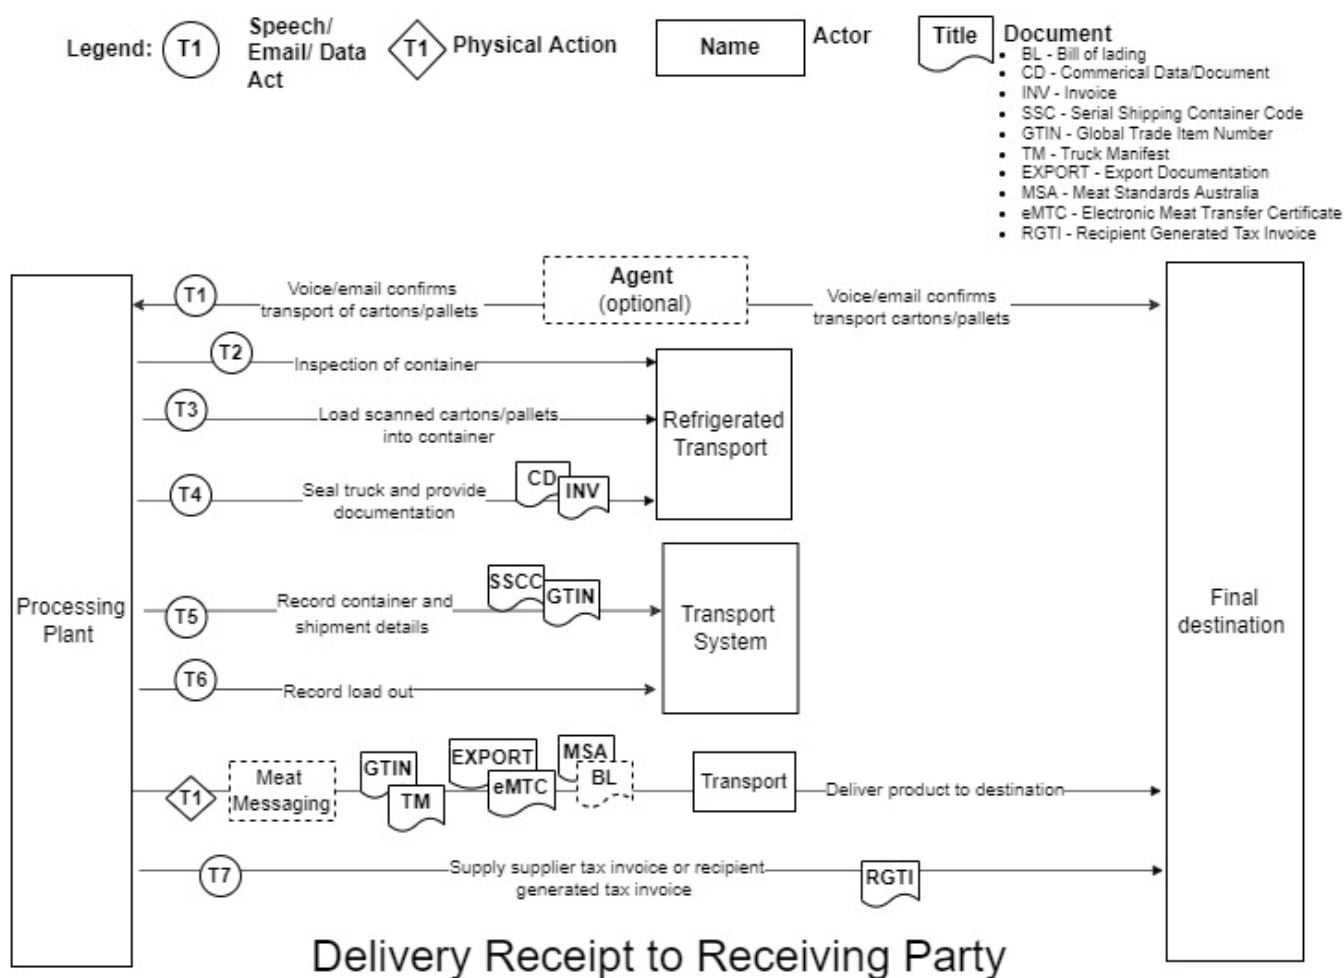 Legend:
T1
Speech/
Email/ Data
Act
T1
Physical Action
Name
Actor
Title
Document
• BL - Bill of lading
• CD - Commerical Data/Document
• INV - Invoice
• SSC - Serial Shipping Container Code
• GTIN - Global Trade Item Number
• TM - Truck Manifest
• EXPORT - Export Documentation
• MSA - Meat Standards Australia
• eMTC - Electronic Meat Transfer Certificate
• RGTI - Recipient Generated Tax Invoice
Processing
Plant
T1
Voice/email confirms
transport of cartons/pallets
Agent
(optional)
Voice/email confirms
transport cartons/pallets
T2
Inspection of container
T3
Load scanned cartons/pallets
into container
Refrigerated
Transport
T4
Seal truck and provide
documentation
CD
INV
T5
Record container and
shipment details
SSCC
GTIN
Transport
System
T6
Record load out
Final
destination
T1
Meat
Messaging
GTIN
TM
EXPORT
eMTC
MSA
BL
Transport
Deliver product to destination
T7
Supply supplier tax invoice or recipient
generated tax invoice
RGTI
Delivery Receipt to Receiving Party